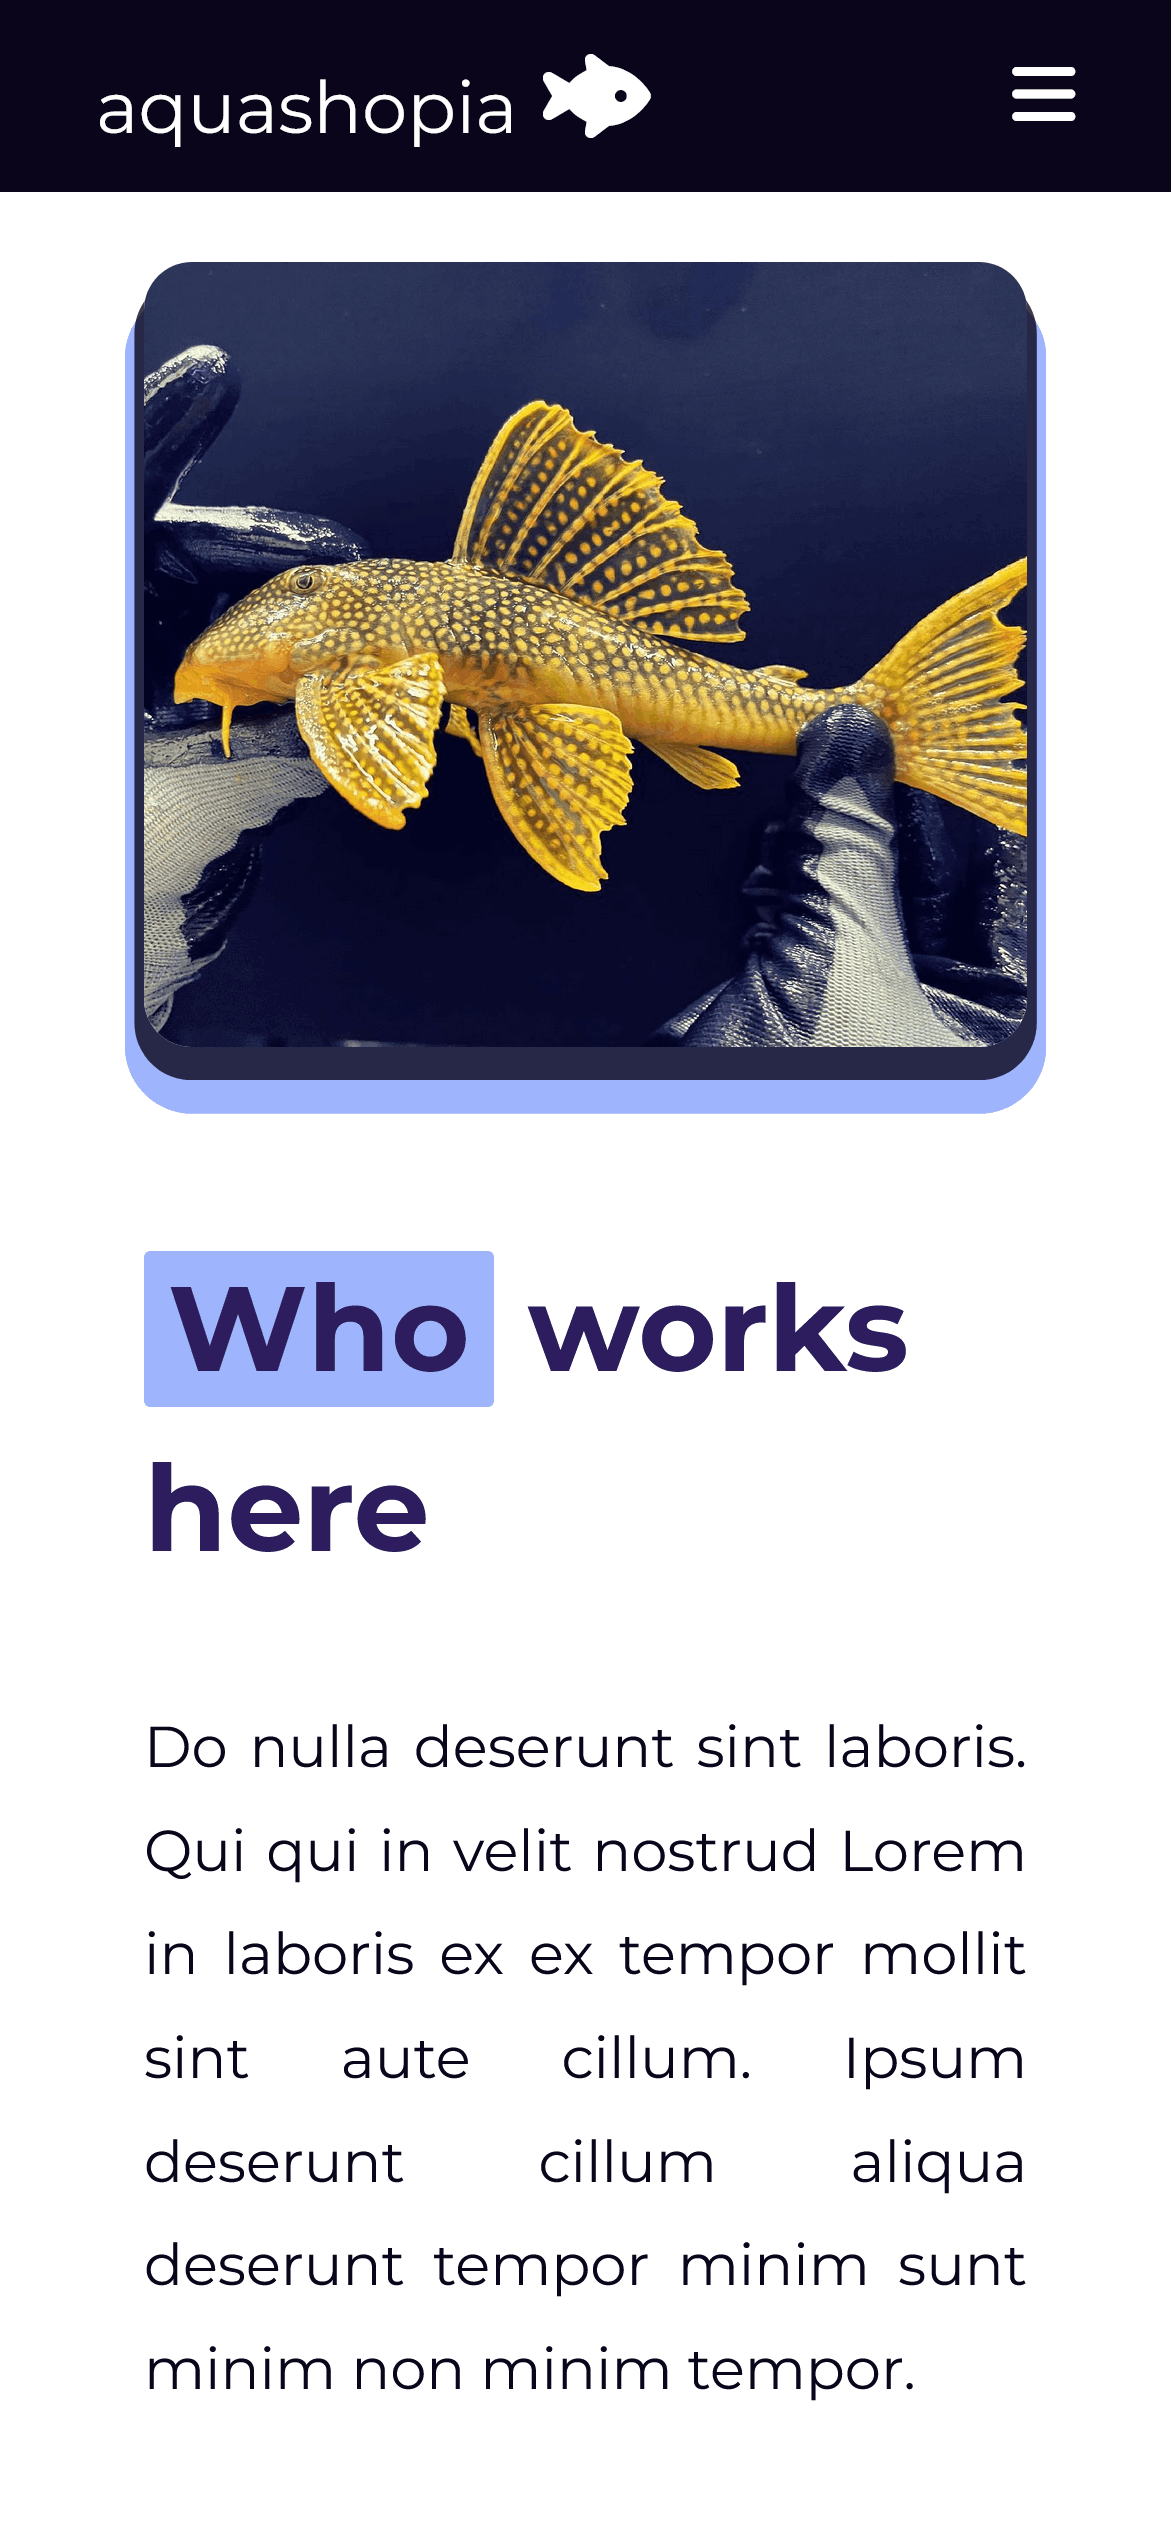 aquashopia
Who works
here
Do nulla deserunt sint laboris.
Qui qui in velit nostrud Lorem
in laboris ex ex tempor mollit
sint aute cillum. Ipsum
deserunt cillum aliqua
deserunt tempor minim sunt
minim non minim tempor.